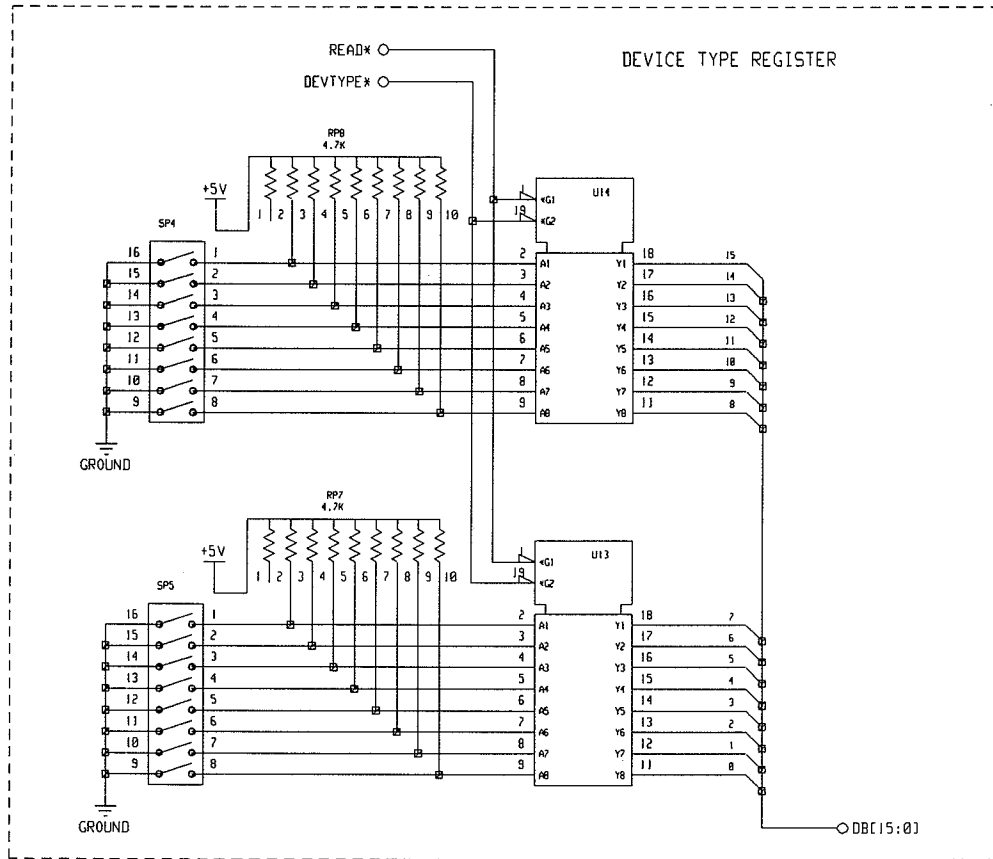 READ*
DEVICE TYPE REGISTER
DEVTYPE*
RP8
4.7K
+5V
1 2 3 4 5 6 7 8 9 10
SP4
1 *G1 U14
19 *G2
16 1 2 A1 Y1 18 15
15 2 3 A2 Y2 17 14
14 3 4 A3 Y3 16 13
13 4 5 A4 Y4 15 12
12 5 6 A5 Y5 14 11
11 6 7 A6 Y6 13 10
10 7 8 A7 Y7 12 9
9 8 9 A8 Y8 11 8
GROUND
RP7
4.7K
+5V
1 2 3 4 5 6 7 8 9 10
SP5
1 *G1 U13
19 *G2
16 1 2 A1 Y1 18 7
15 2 3 A2 Y2 17 6
14 3 4 A3 Y3 16 5
13 4 5 A4 Y4 15 4
12 5 6 A5 Y5 14 3
11 6 7 A6 Y6 13 2
10 7 8 A7 Y7 12 1
9 8 9 A8 Y8 11 0
GROUND
DB[15:0]